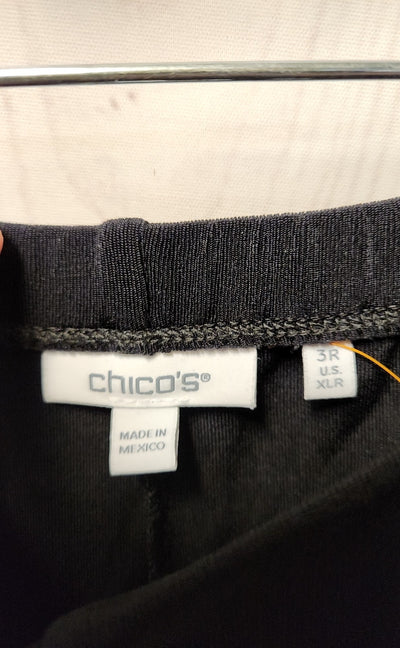 chico's®
MADE IN
MEXICO
3R
U.S.
XLR